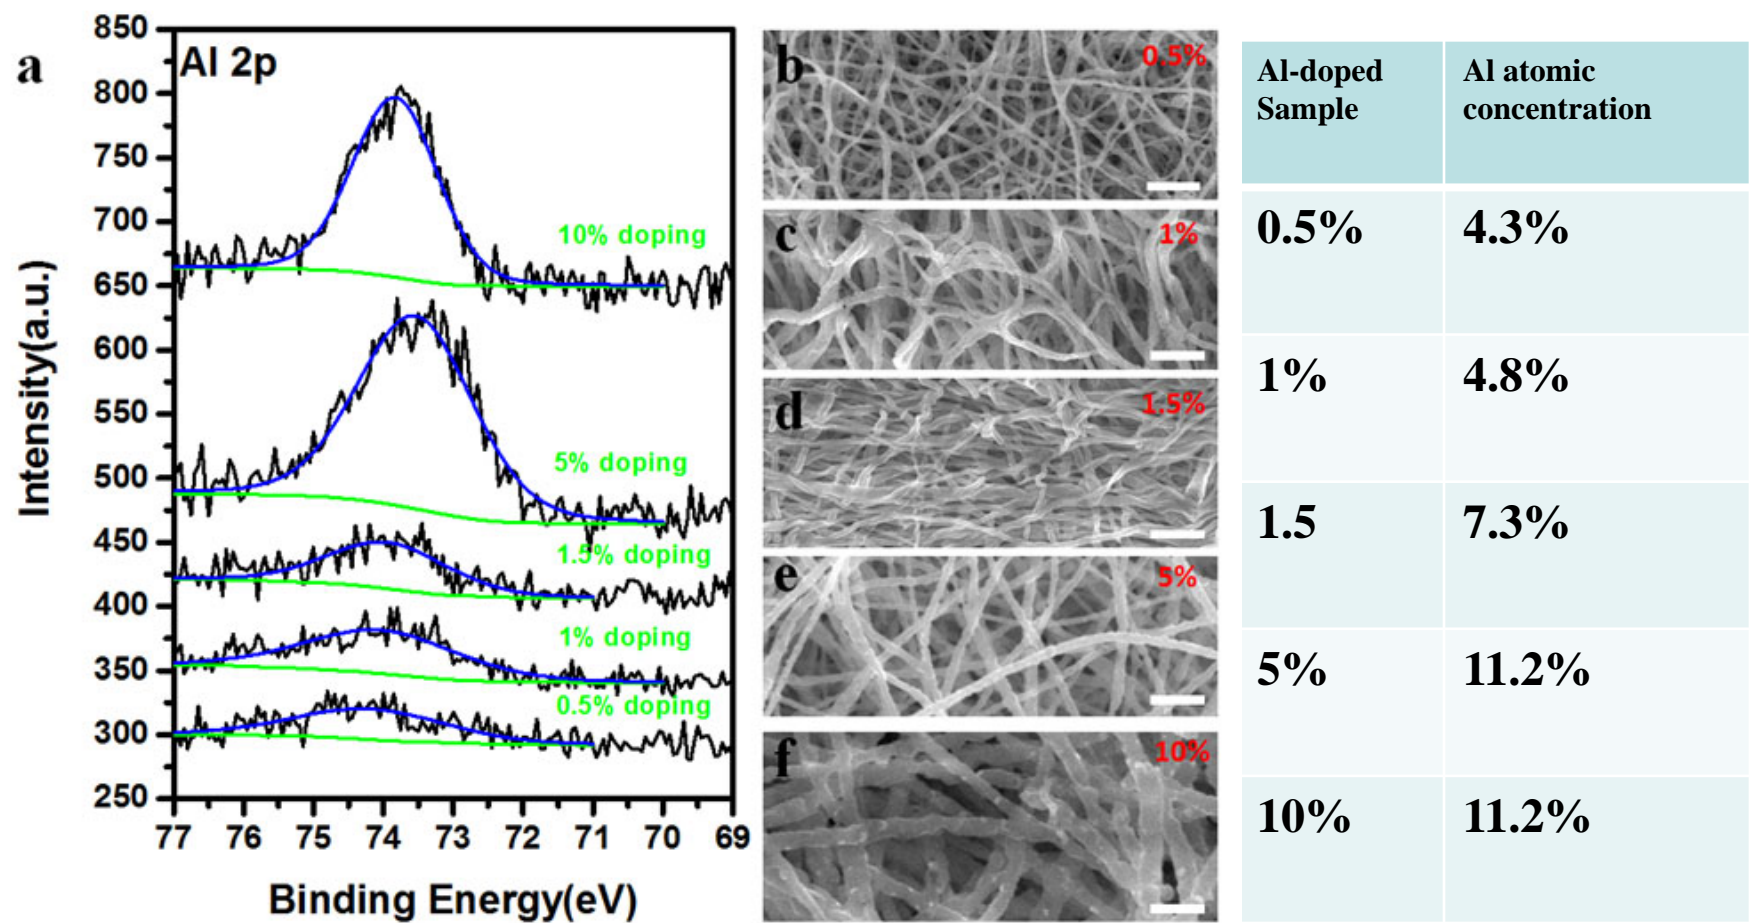 a
Al 2p
850
800
750
700
650
600
550
500
450
400
350
300
250
Intensity(a.u.)
10% doping
5% doping
1.5% doping
1% doping
0.5% doping
77 76 75 74 73 72 71 70 69
Binding Energy(eV)
b 0.5%
c 1%
d 1.5%
e 5%
f 10%
Al-doped Al atomic
Sample concentration
0.5% 4.3%
1% 4.8%
1.5 7.3%
5% 11.2%
10% 11.2%